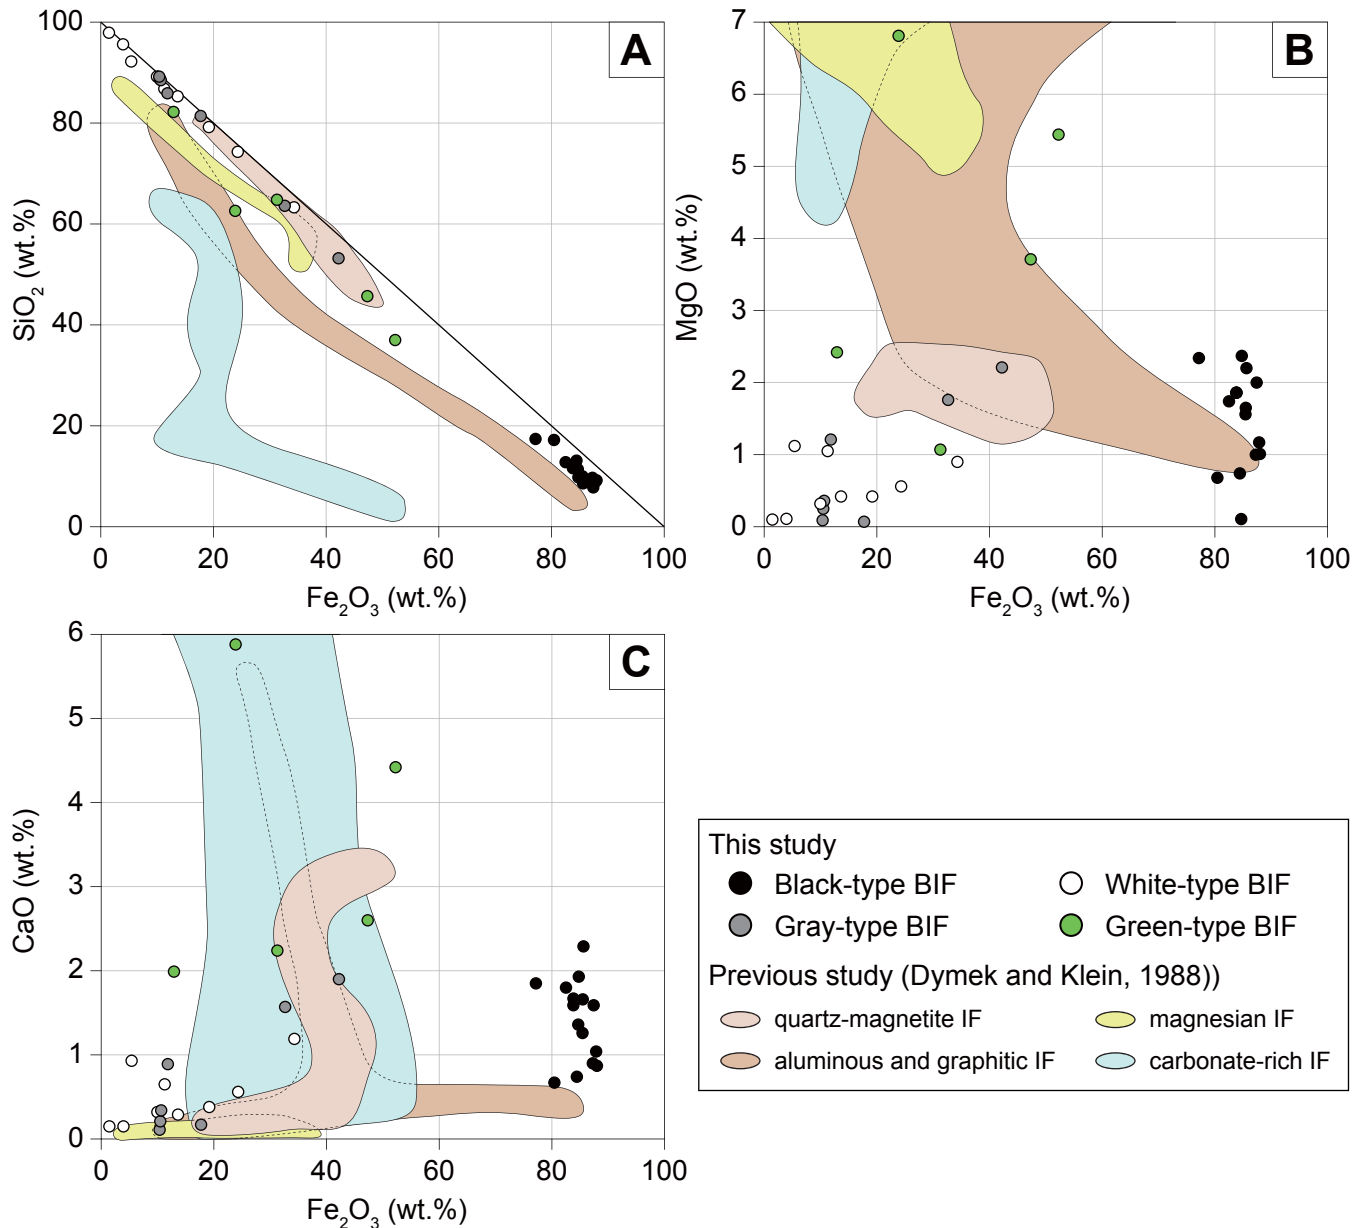 100
80
60
40
20
0
SiO2 (wt.%)
A
0 20 40 60 80 100
Fe2O3 (wt.%)
7
6
5
4
3
2
1
0
MgO (wt.%)
B
0 20 40 60 80 100
Fe2O3 (wt.%)
6
5
4
3
2
1
0
CaO (wt.%)
C
0 20 40 60 80 100
Fe2O3 (wt.%)
This study
Black-type BIF White-type BIF
Gray-type BIF Green-type BIF
Previous study (Dymek and Klein, 1988))
quartz-magnetite IF magnesian IF
aluminous and graphitic IF carbonate-rich IF